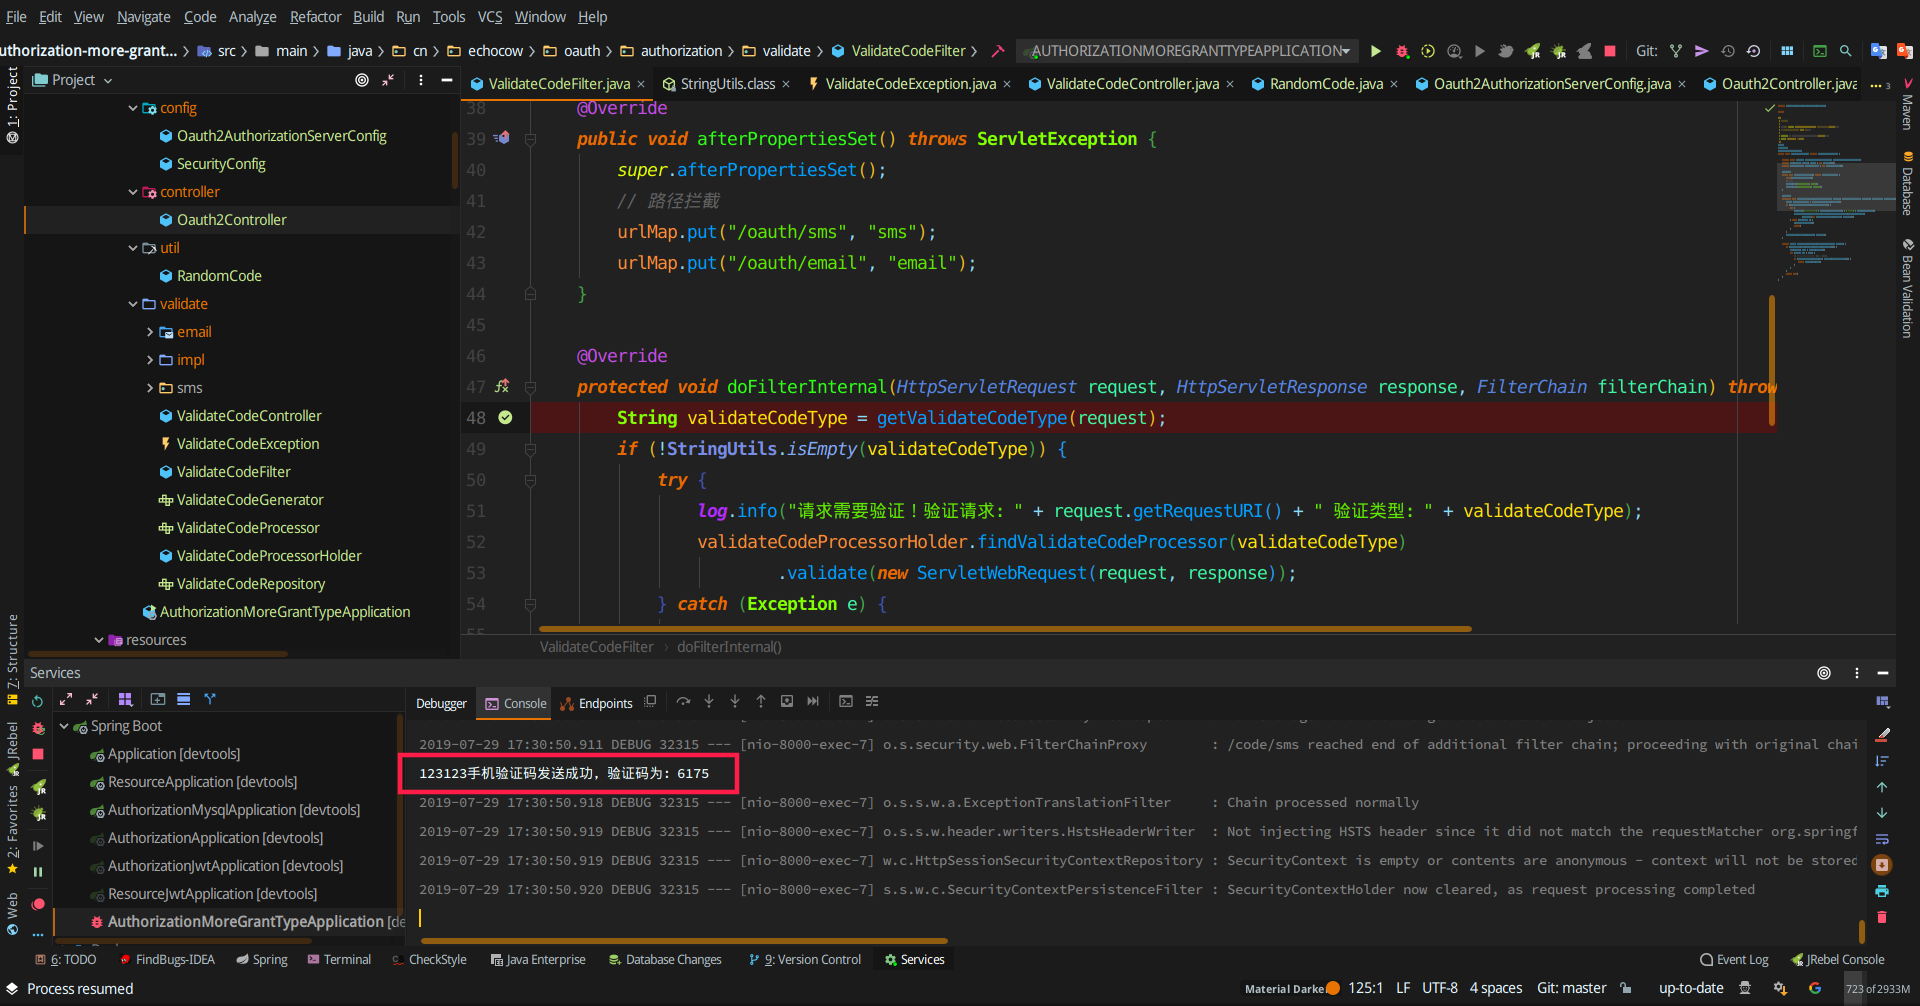 File Edit View Navigate Code Analyze Refactor Build Run Tools VCS Window Help
uthorization-more-grant... src main java cn echocow oauth authorization validate ValidateCodeFilter AUTHORIZATIONMOREGRANTTYPEAPPLICATION Git:
Project
ValidateCodeFilter.java StringUtils.class ValidateCodeException.java ValidateCodeController.java RandomCode.java Oauth2AuthorizationServerConfig.java Oauth2Controller.java ... 3
1: Project
7: Structure
JRebel
2: Favorites
Web
config
Oauth2AuthorizationServerConfig
SecurityConfig
controller
Oauth2Controller
util
RandomCode
validate
email
impl
sms
ValidateCodeController
ValidateCodeException
ValidateCodeFilter
ValidateCodeGenerator
ValidateCodeProcessor
ValidateCodeProcessorHolder
ValidateCodeRepository
AuthorizationMoreGrantTypeApplication
resources
38 @Override
39 public void afterPropertiesSet() throws ServletException {
40 super.afterPropertiesSet();
41 // 路径拦截
42 urlMap.put("/oauth/sms", "sms");
43 urlMap.put("/oauth/email", "email");
44 }
45
46 @Override
47 protected void doFilterInternal(HttpServletRequest request, HttpServletResponse response, FilterChain filterChain) throw
48 String validateCodeType = getValidateCodeType(request);
49 if (!StringUtils.isEmpty(validateCodeType)) {
50 try {
51 log.info("请求需要验证！验证请求: " + request.getRequestURI() + " 验证类型: " + validateCodeType);
52 validateCodeProcessorHolder.findValidateCodeProcessor(validateCodeType)
53 .validate(new ServletWebRequest(request, response));
54 } catch (Exception e) {
55
ValidateCodeFilter › doFilterInternal()
Maven
Database
Bean Validation
Services
Debugger Console Endpoints
Spring Boot
Application [devtools]
ResourceApplication [devtools]
AuthorizationMysqlApplication [devtools]
AuthorizationApplication [devtools]
AuthorizationJwtApplication [devtools]
ResourceJwtApplication [devtools]
AuthorizationMoreGrantTypeApplication [de
2019-07-29 17:30:50.911 DEBUG 32315 --- [nio-8000-exec-7] o.s.security.web.FilterChainProxy : /code/sms reached end of additional filter chain; proceeding with original chai
123123手机验证码发送成功，验证码为：6175
2019-07-29 17:30:50.918 DEBUG 32315 --- [nio-8000-exec-7] o.s.s.w.a.ExceptionTranslationFilter : Chain processed normally
2019-07-29 17:30:50.919 DEBUG 32315 --- [nio-8000-exec-7] o.s.s.w.header.writers.HstsHeaderWriter : Not injecting HSTS header since it did not match the requestMatcher org.springf
2019-07-29 17:30:50.919 DEBUG 32315 --- [nio-8000-exec-7] w.c.HttpSessionSecurityContextRepository : SecurityContext is empty or contents are anonymous - context will not be stored
2019-07-29 17:30:50.920 DEBUG 32315 --- [nio-8000-exec-7] s.s.w.c.SecurityContextPersistenceFilter : SecurityContextHolder now cleared, as request processing completed
6: TODO FindBugs-IDEA Spring Terminal CheckStyle Java Enterprise Database Changes 9: Version Control Services Event Log JRebel Console
Process resumed Material Darke 125:1 LF UTF-8 4 spaces Git: master up-to-date 723 of 2933M